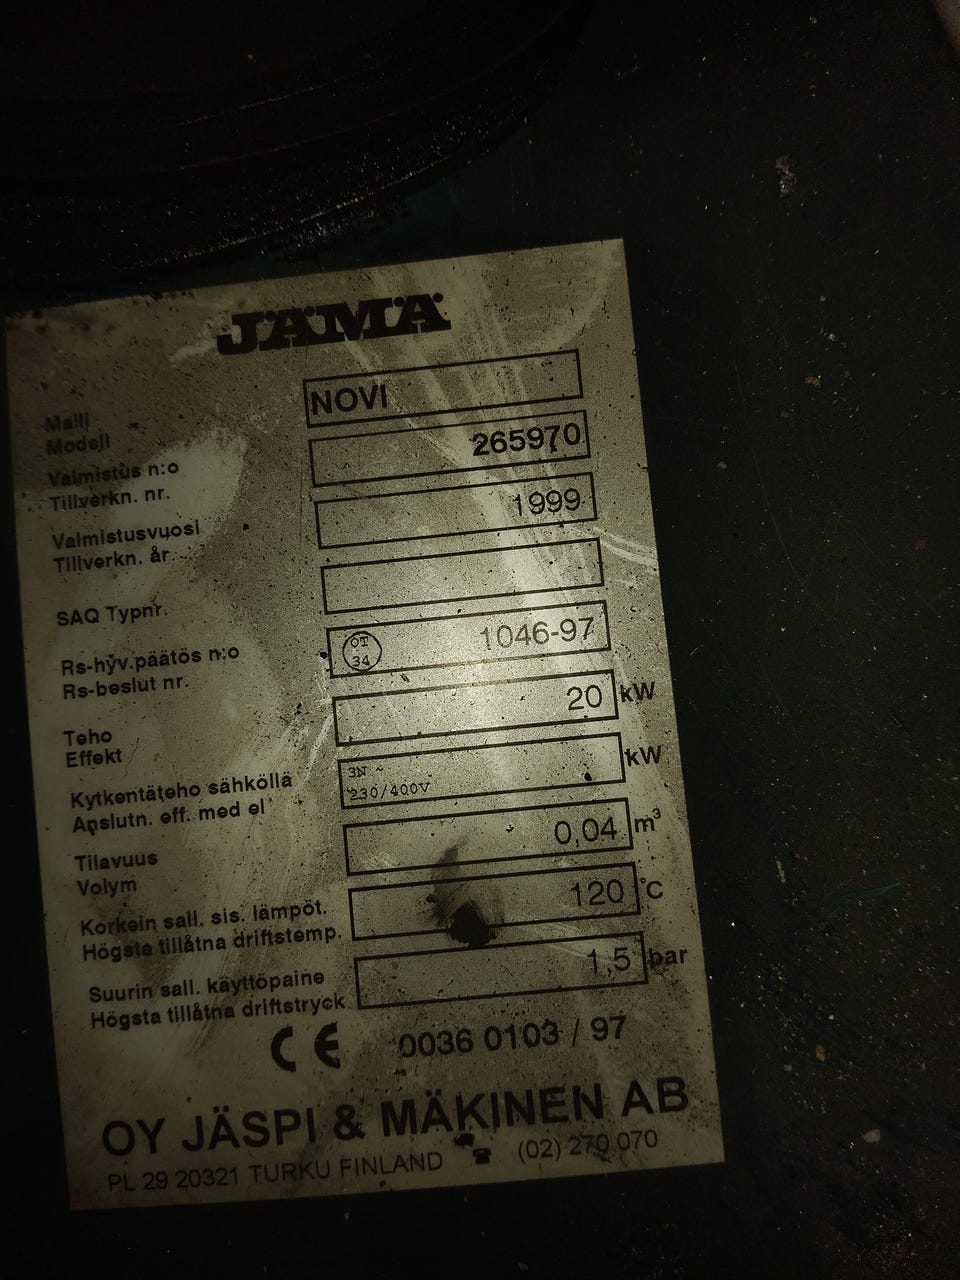 JÄMÄ
Malli
Modell
NOVI
Valmistus n:o
Tillverkn. nr.
265970
Valmistusvuosi
Tillverkn. år
1999
SAQ Typnr.
Rs-hyv.päätös n:o
Rs-beslut nr.
OT
34
1046-97
Teho
Effekt
20 kW
Kytkentäteho sähköllä
Anslutn. eff. med el
3N ~
230/400V
kW
Tilavuus
Volym
0,04 m³
Korkein sall. sis. lämpöt.
Högsta tillåtna driftstemp.
120 °C
Suurin sall. käyttöpaine
Högsta tillåtna driftstryck
1,5 bar
CE 0036 0103 / 97
OY JÄSPI & MÄKINEN AB
PL 29 20321 TURKU FINLAND ☎ (02) 270 070